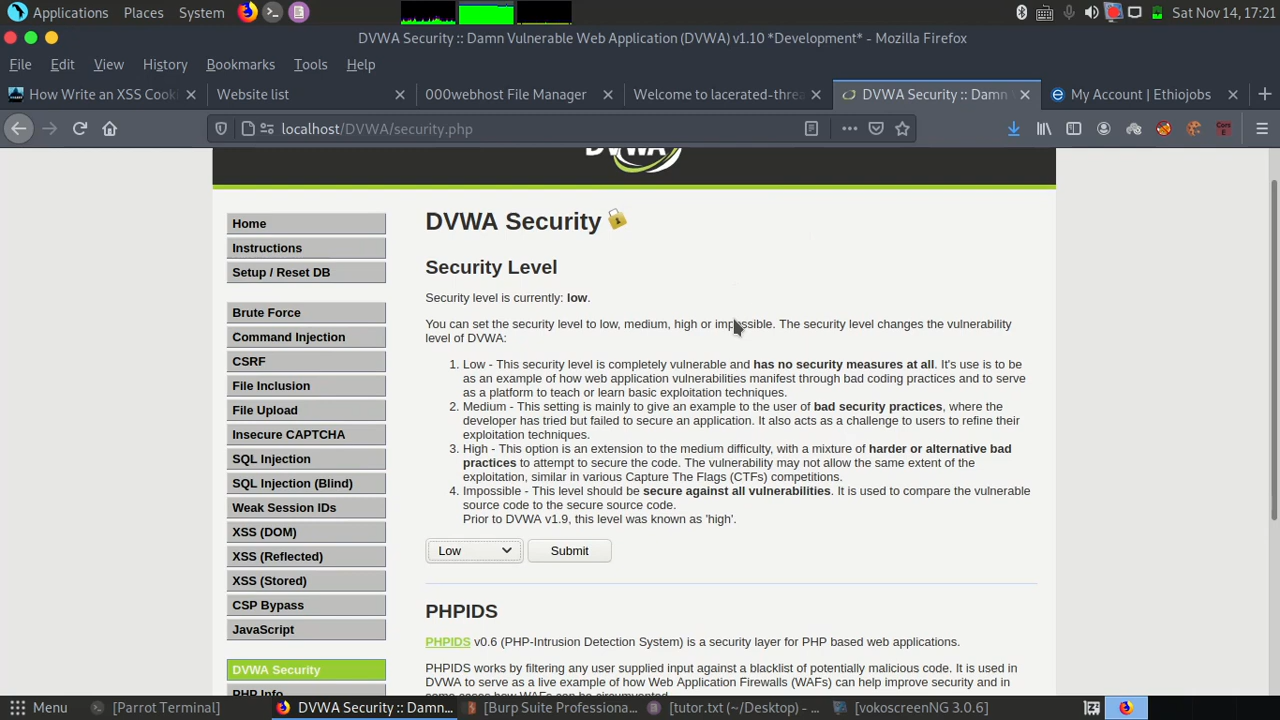 Applications Places System Sat Nov 14, 17:21
DVWA Security :: Damn Vulnerable Web Application (DVWA) v1.10 *Development* - Mozilla Firefox
File Edit View History Bookmarks Tools Help
How Write an XSS Cooki Website list 000webhost File Manager Welcome to lacerated-threa DVWA Security :: Damn My Account | Ethiojobs
localhost/DVWA/security.php
DVWA
Home
Instructions
Setup / Reset DB
Brute Force
Command Injection
CSRF
File Inclusion
File Upload
Insecure CAPTCHA
SQL Injection
SQL Injection (Blind)
Weak Session IDs
XSS (DOM)
XSS (Reflected)
XSS (Stored)
CSP Bypass
JavaScript
DVWA Security
PHP Info
DVWA Security
Security Level
Security level is currently: low.
You can set the security level to low, medium, high or impossible. The security level changes the vulnerability
level of DVWA:
1. Low - This security level is completely vulnerable and has no security measures at all. It's use is to be
as an example of how web application vulnerabilities manifest through bad coding practices and to serve
as a platform to teach or learn basic exploitation techniques.
2. Medium - This setting is mainly to give an example to the user of bad security practices, where the
developer has tried but failed to secure an application. It also acts as a challenge to users to refine their
exploitation techniques.
3. High - This option is an extension to the medium difficulty, with a mixture of harder or alternative bad
practices to attempt to secure the code. The vulnerability may not allow the same extent of the
exploitation, similar in various Capture The Flags (CTFs) competitions.
4. Impossible - This level should be secure against all vulnerabilities. It is used to compare the vulnerable
source code to the secure source code.
Prior to DVWA v1.9, this level was known as 'high'.
Low Submit
PHPIDS
PHPIDS v0.6 (PHP-Intrusion Detection System) is a security layer for PHP based web applications.
PHPIDS works by filtering any user supplied input against a blacklist of potentially malicious code. It is used in
DVWA to serve as a live example of how Web Application Firewalls (WAFs) can help improve security and in
some cases how WAFs can be circumvented.
Menu [Parrot Terminal] DVWA Security :: Damn... [Burp Suite Professiona... [tutor.txt (~/Desktop) - ... [vokoscreenNG 3.0.6]